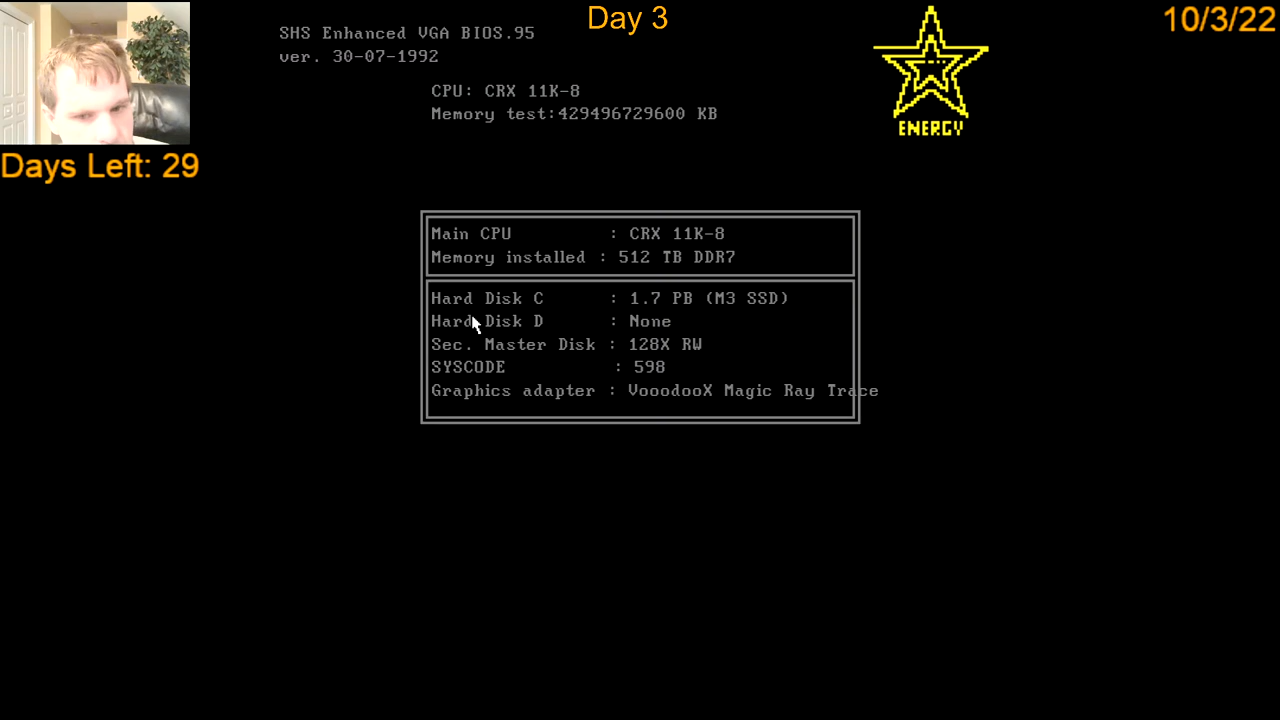 Day 3
10/3/22
SHS Enhanced VGA BIOS.95
ver. 30-07-1992
CPU: CRX 11K-8
Memory test:429496729600 KB
ENERGY
Days Left: 29
Main CPU : CRX 11K-8
Memory installed : 512 TB DDR7
Hard Disk C : 1.7 PB (M3 SSD)
Hard Disk D : None
Sec. Master Disk : 128X RW
SYSCODE : 598
Graphics adapter : VooodooX Magic Ray Trace